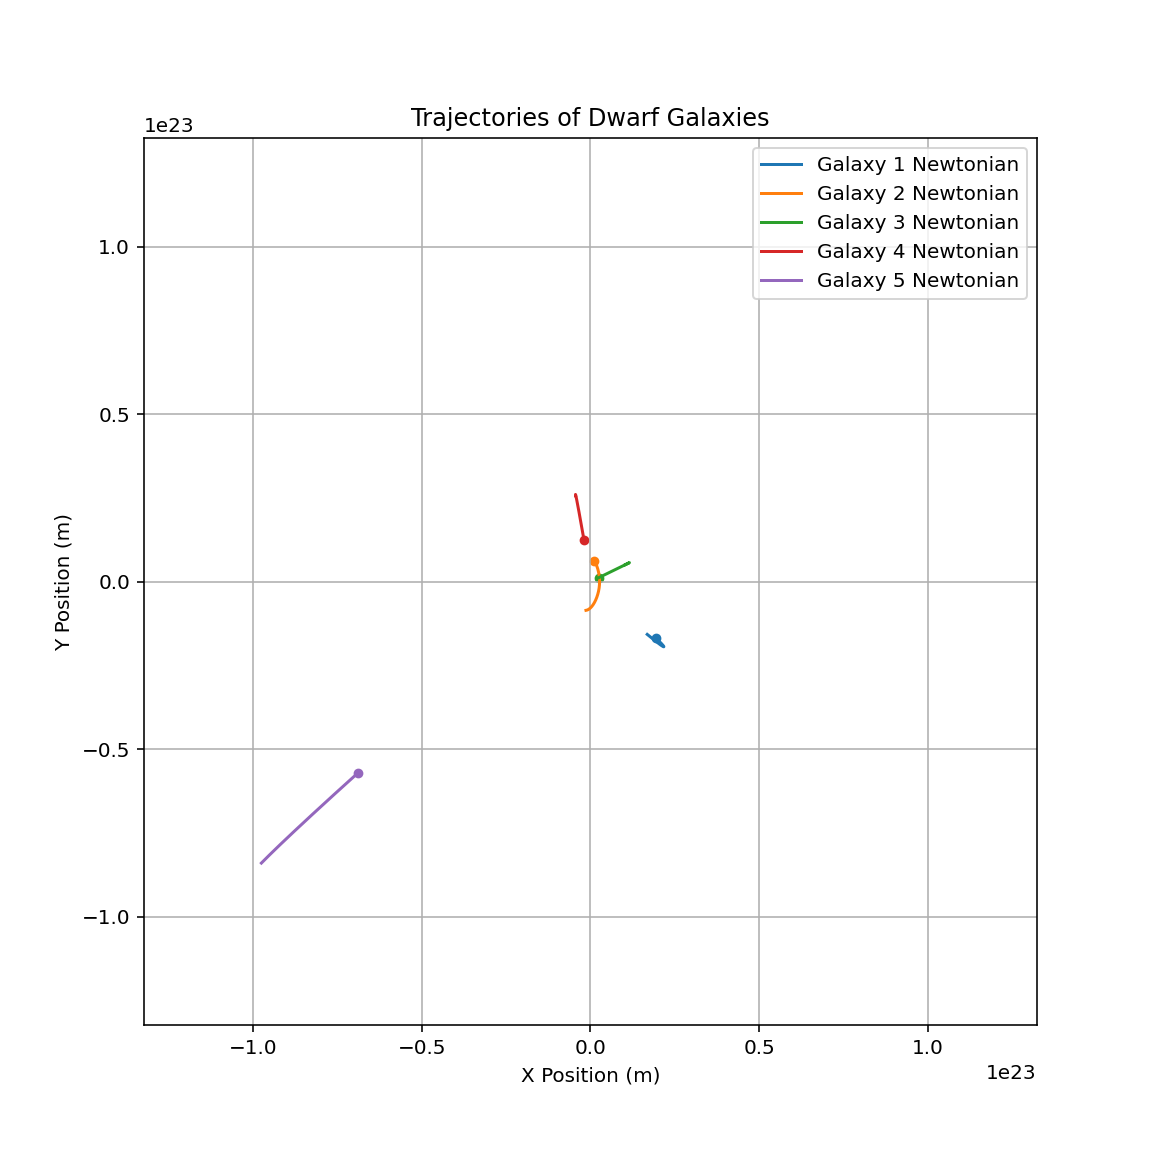 Trajectories of Dwarf Galaxies
1e23
Galaxy 1 Newtonian
Galaxy 2 Newtonian
Galaxy 3 Newtonian
Galaxy 4 Newtonian
Galaxy 5 Newtonian
1.0
0.5
0.0
−0.5
−1.0
Y Position (m)
−1.0 −0.5 0.0 0.5 1.0
1e23
X Position (m)